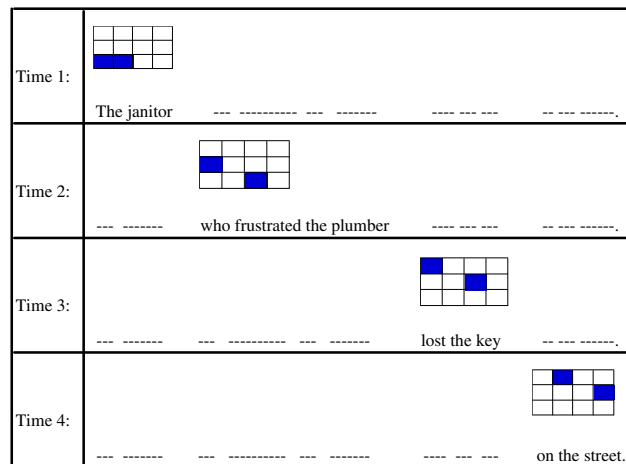 Time 1:
The janitor --- ---------- --- ------- ---- --- --- -- --- ------.
Time 2:
--- ------- who frustrated the plumber ---- --- --- -- --- ------.
Time 3:
--- ------- --- ---------- --- ------- lost the key -- --- ------.
Time 4:
--- ------- --- ---------- --- ------- ---- --- --- on the street.